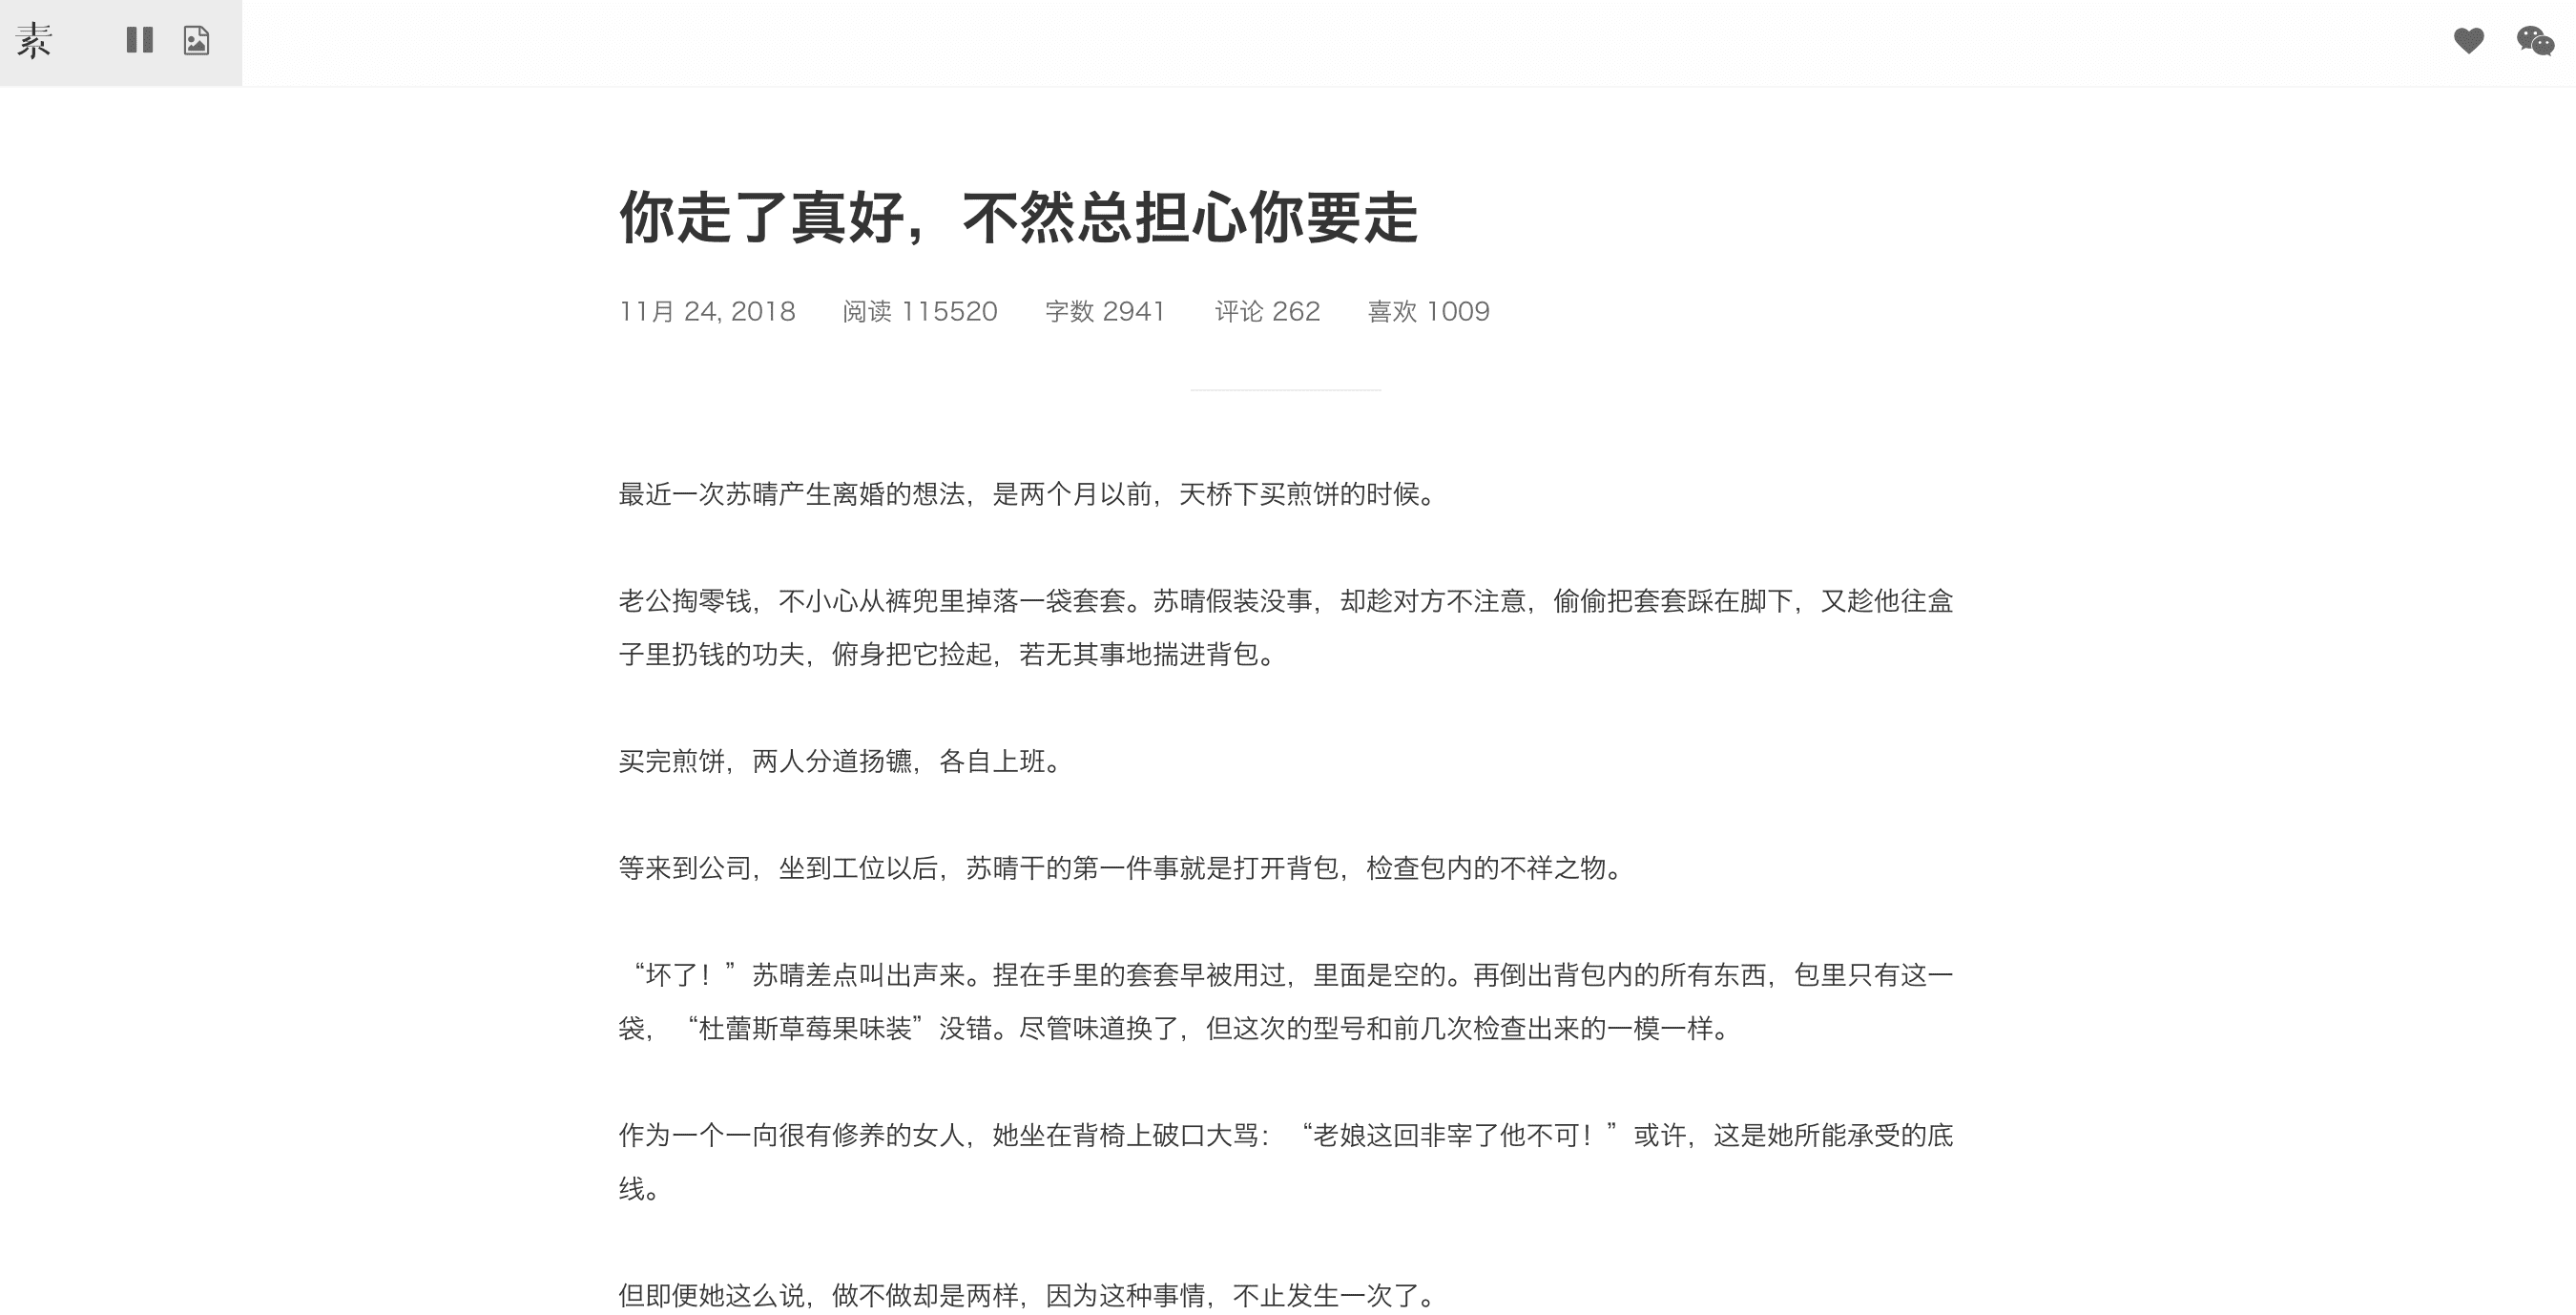 素
你走了真好，不然总担心你要走
11月 24, 2018 阅读 115520 字数 2941 评论 262 喜欢 1009
最近一次苏晴产生离婚的想法，是两个月以前，天桥下买煎饼的时候。
老公掏零钱，不小心从裤兜里掉落一袋套套。苏晴假装没事，却趁对方不注意，偷偷把套套踩在脚下，又趁他往盒
子里扔钱的功夫，俯身把它捡起，若无其事地揣进背包。
买完煎饼，两人分道扬镳，各自上班。
等来到公司，坐到工位以后，苏晴干的第一件事就是打开背包，检查包内的不祥之物。
“坏了！”苏晴差点叫出声来。捏在手里的套套早被用过，里面是空的。再倒出背包内的所有东西，包里只有这一
袋，“杜蕾斯草莓果味装”没错。尽管味道换了，但这次的型号和前几次检查出来的一模一样。
作为一个一向很有修养的女人，她坐在背椅上破口大骂：“老娘这回非宰了他不可！”或许，这是她所能承受的底
线。
但即便她这么说，做不做却是两样，因为这种事情，不止发生一次了。